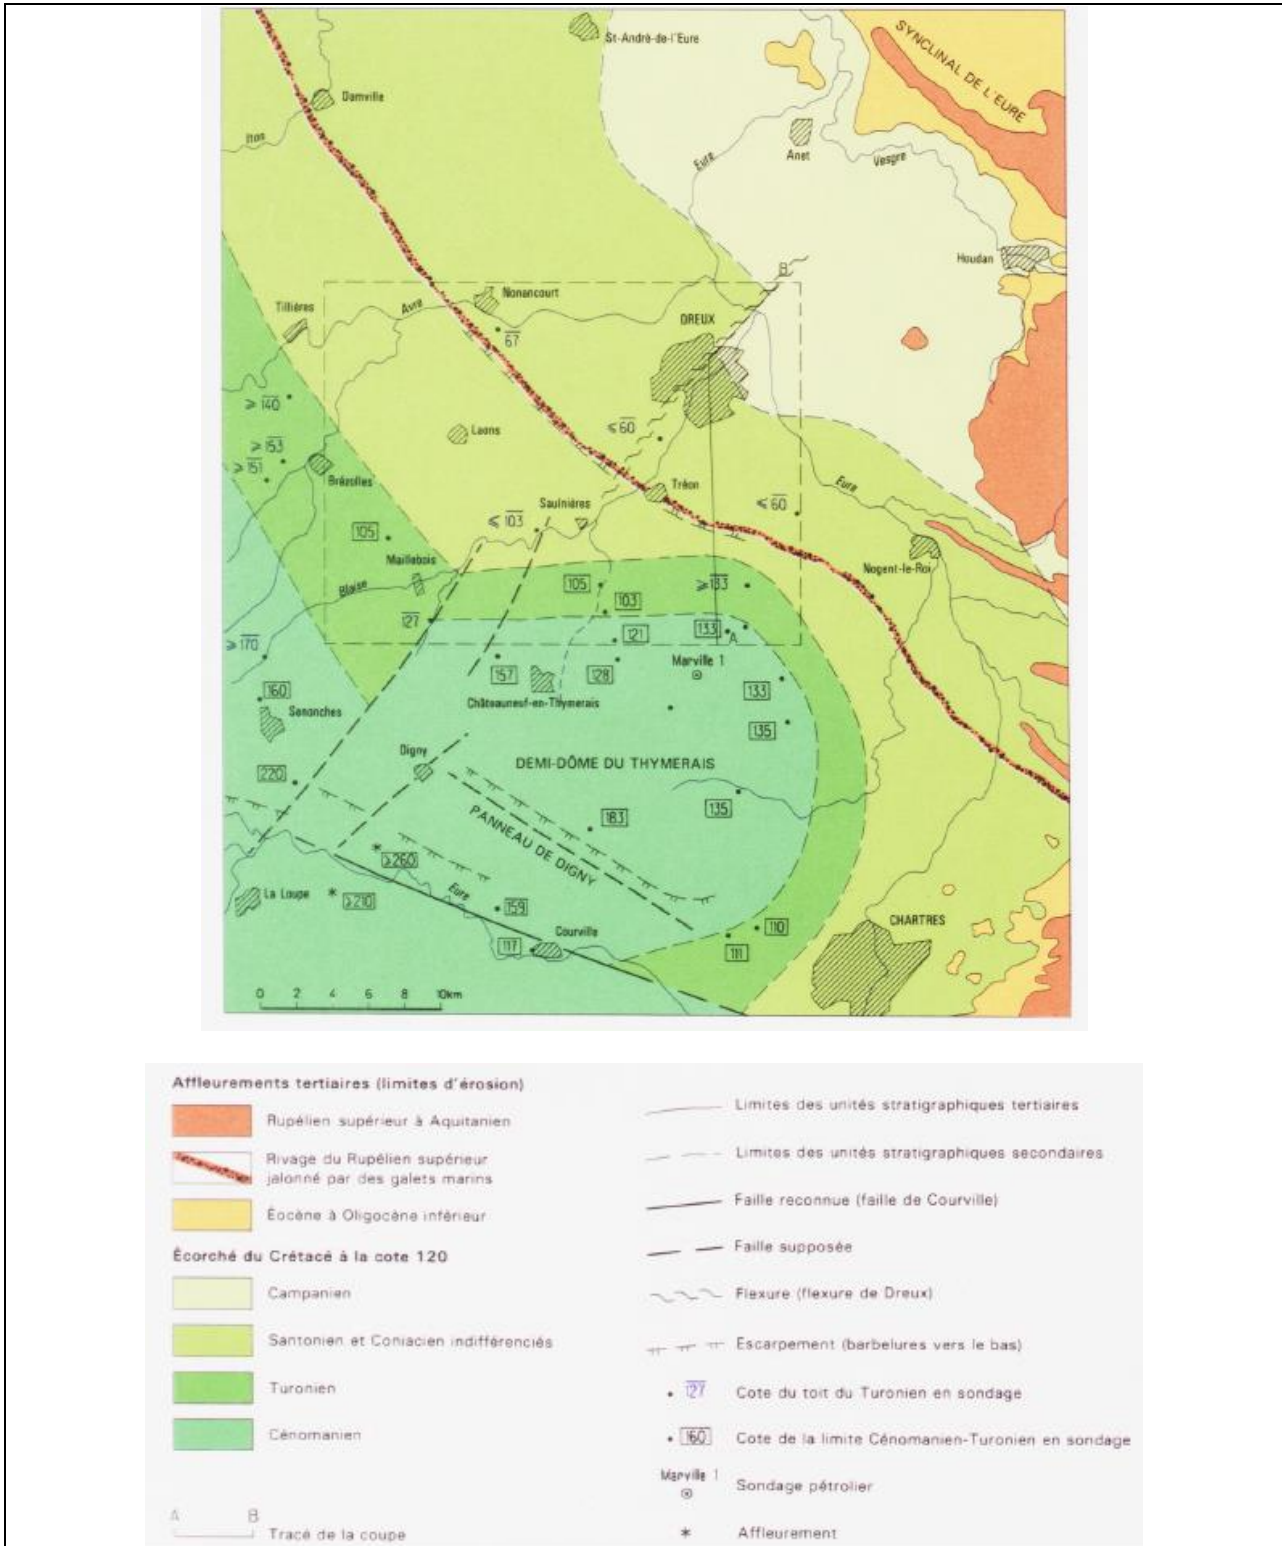 St-André-de-l'Eure
SYNCLINAL DE L'EURE
Damville
Iton
Anet
Eure
Vesgre
Houdan
B
Nonancourt
Tillières
Avre
DREUX
67
⩾ 140
Laons
⩽ 60
⩾ 153
⩾ 151
Brézolles
Tréon
Eure
Saulnières
⩽ 103
⩽ 60
105
Maillebois
Nogent-le-Roi
Blaise
105
⩾ 133
103
127
121
133
A
⩾ 170
157
128
Marville 1
133
160
Senonches
Châteauneuf-en-Thymerais
135
Digny
DEMI-DÔME DU THYMERAIS
220
135
183
PANNEAU DE DIGNY
⩾260
La Loupe
⩾210
Eure
159
110
CHARTRES
117
Courville
111
0 2 4 6 8 10km
Affleurements tertiaires (limites d'érosion)
Rupélien supérieur à Aquitanien
Rivage du Rupélien supérieur
jalonné par des galets marins
Éocène à Oligocène inférieur
Écorché du Crétacé à la cote 120
Campanien
Santonien et Coniacien indifférenciés
Turonien
Cénomanien
A B
Tracé de la coupe
Limites des unités stratigraphiques tertiaires
Limites des unités stratigraphiques secondaires
Faille reconnue (faille de Courville)
Faille supposée
Flexure (flexure de Dreux)
Escarpement (barbelures vers le bas)
127 Cote du toit du Turonien en sondage
160 Cote de la limite Cénomanien-Turonien en sondage
Marville 1
Sondage pétrolier
* Affleurement